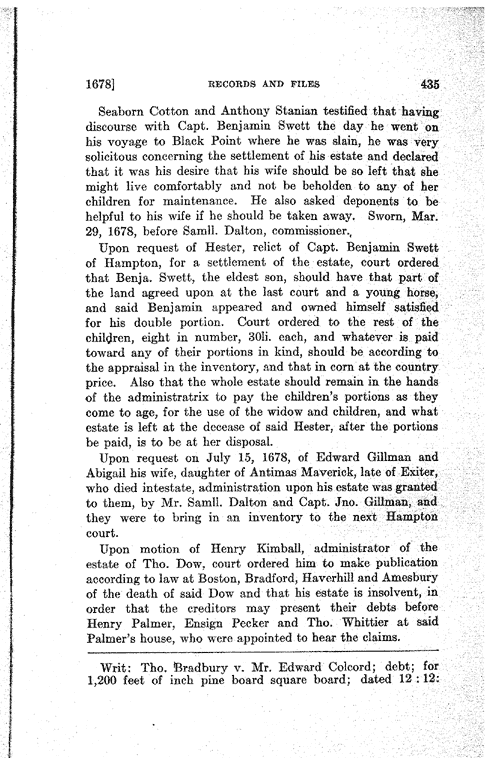 1678] RECORDS AND FILES 435
Seaborn Cotton and Anthony Stanian testified that having
discourse with Capt. Benjamin Swett the day he went on
his voyage to Black Point where he was slain, he was very
solicitous concerning the settlement of his estate and declared
that it was his desire that his wife should be so left that she
might live comfortably and not be beholden to any of her
children for maintenance. He also asked deponents to be
helpful to his wife if he should be taken away. Sworn, Mar.
29, 1678, before Samll. Dalton, commissioner.
Upon request of Hester, relict of Capt. Benjamin Swett
of Hampton, for a settlement of the estate, court ordered
that Benja. Swett, the eldest son, should have that part of
the land agreed upon at the last court and a young horse,
and said Benjamin appeared and owned himself satisfied
for his double portion. Court ordered to the rest of the
children, eight in number, 30li. each, and whatever is paid
toward any of their portions in kind, should be according to
the appraisal in the inventory, and that in corn at the country
price. Also that the whole estate should remain in the hands
of the administratrix to pay the children's portions as they
come to age, for the use of the widow and children, and what
estate is left at the decease of said Hester, after the portions
be paid, is to be at her disposal.
Upon request on July 15, 1678, of Edward Gillman and
Abigail his wife, daughter of Antimas Maverick, late of Exiter,
who died intestate, administration upon his estate was granted
to them, by Mr. Samll. Dalton and Capt. Jno. Gillman, and
they were to bring in an inventory to the next Hampton
court.
Upon motion of Henry Kimball, administrator of the
estate of Tho. Dow, court ordered him to make publication
according to law at Boston, Bradford, Haverhill and Amesbury
of the death of said Dow and that his estate is insolvent, in
order that the creditors may present their debts before
Henry Palmer, Ensign Pecker and Tho. Whittier at said
Palmer's house, who were appointed to hear the claims.
Writ: Tho. Bradbury v. Mr. Edward Colcord; debt; for
1,200 feet of inch pine board square board; dated 12 : 12: